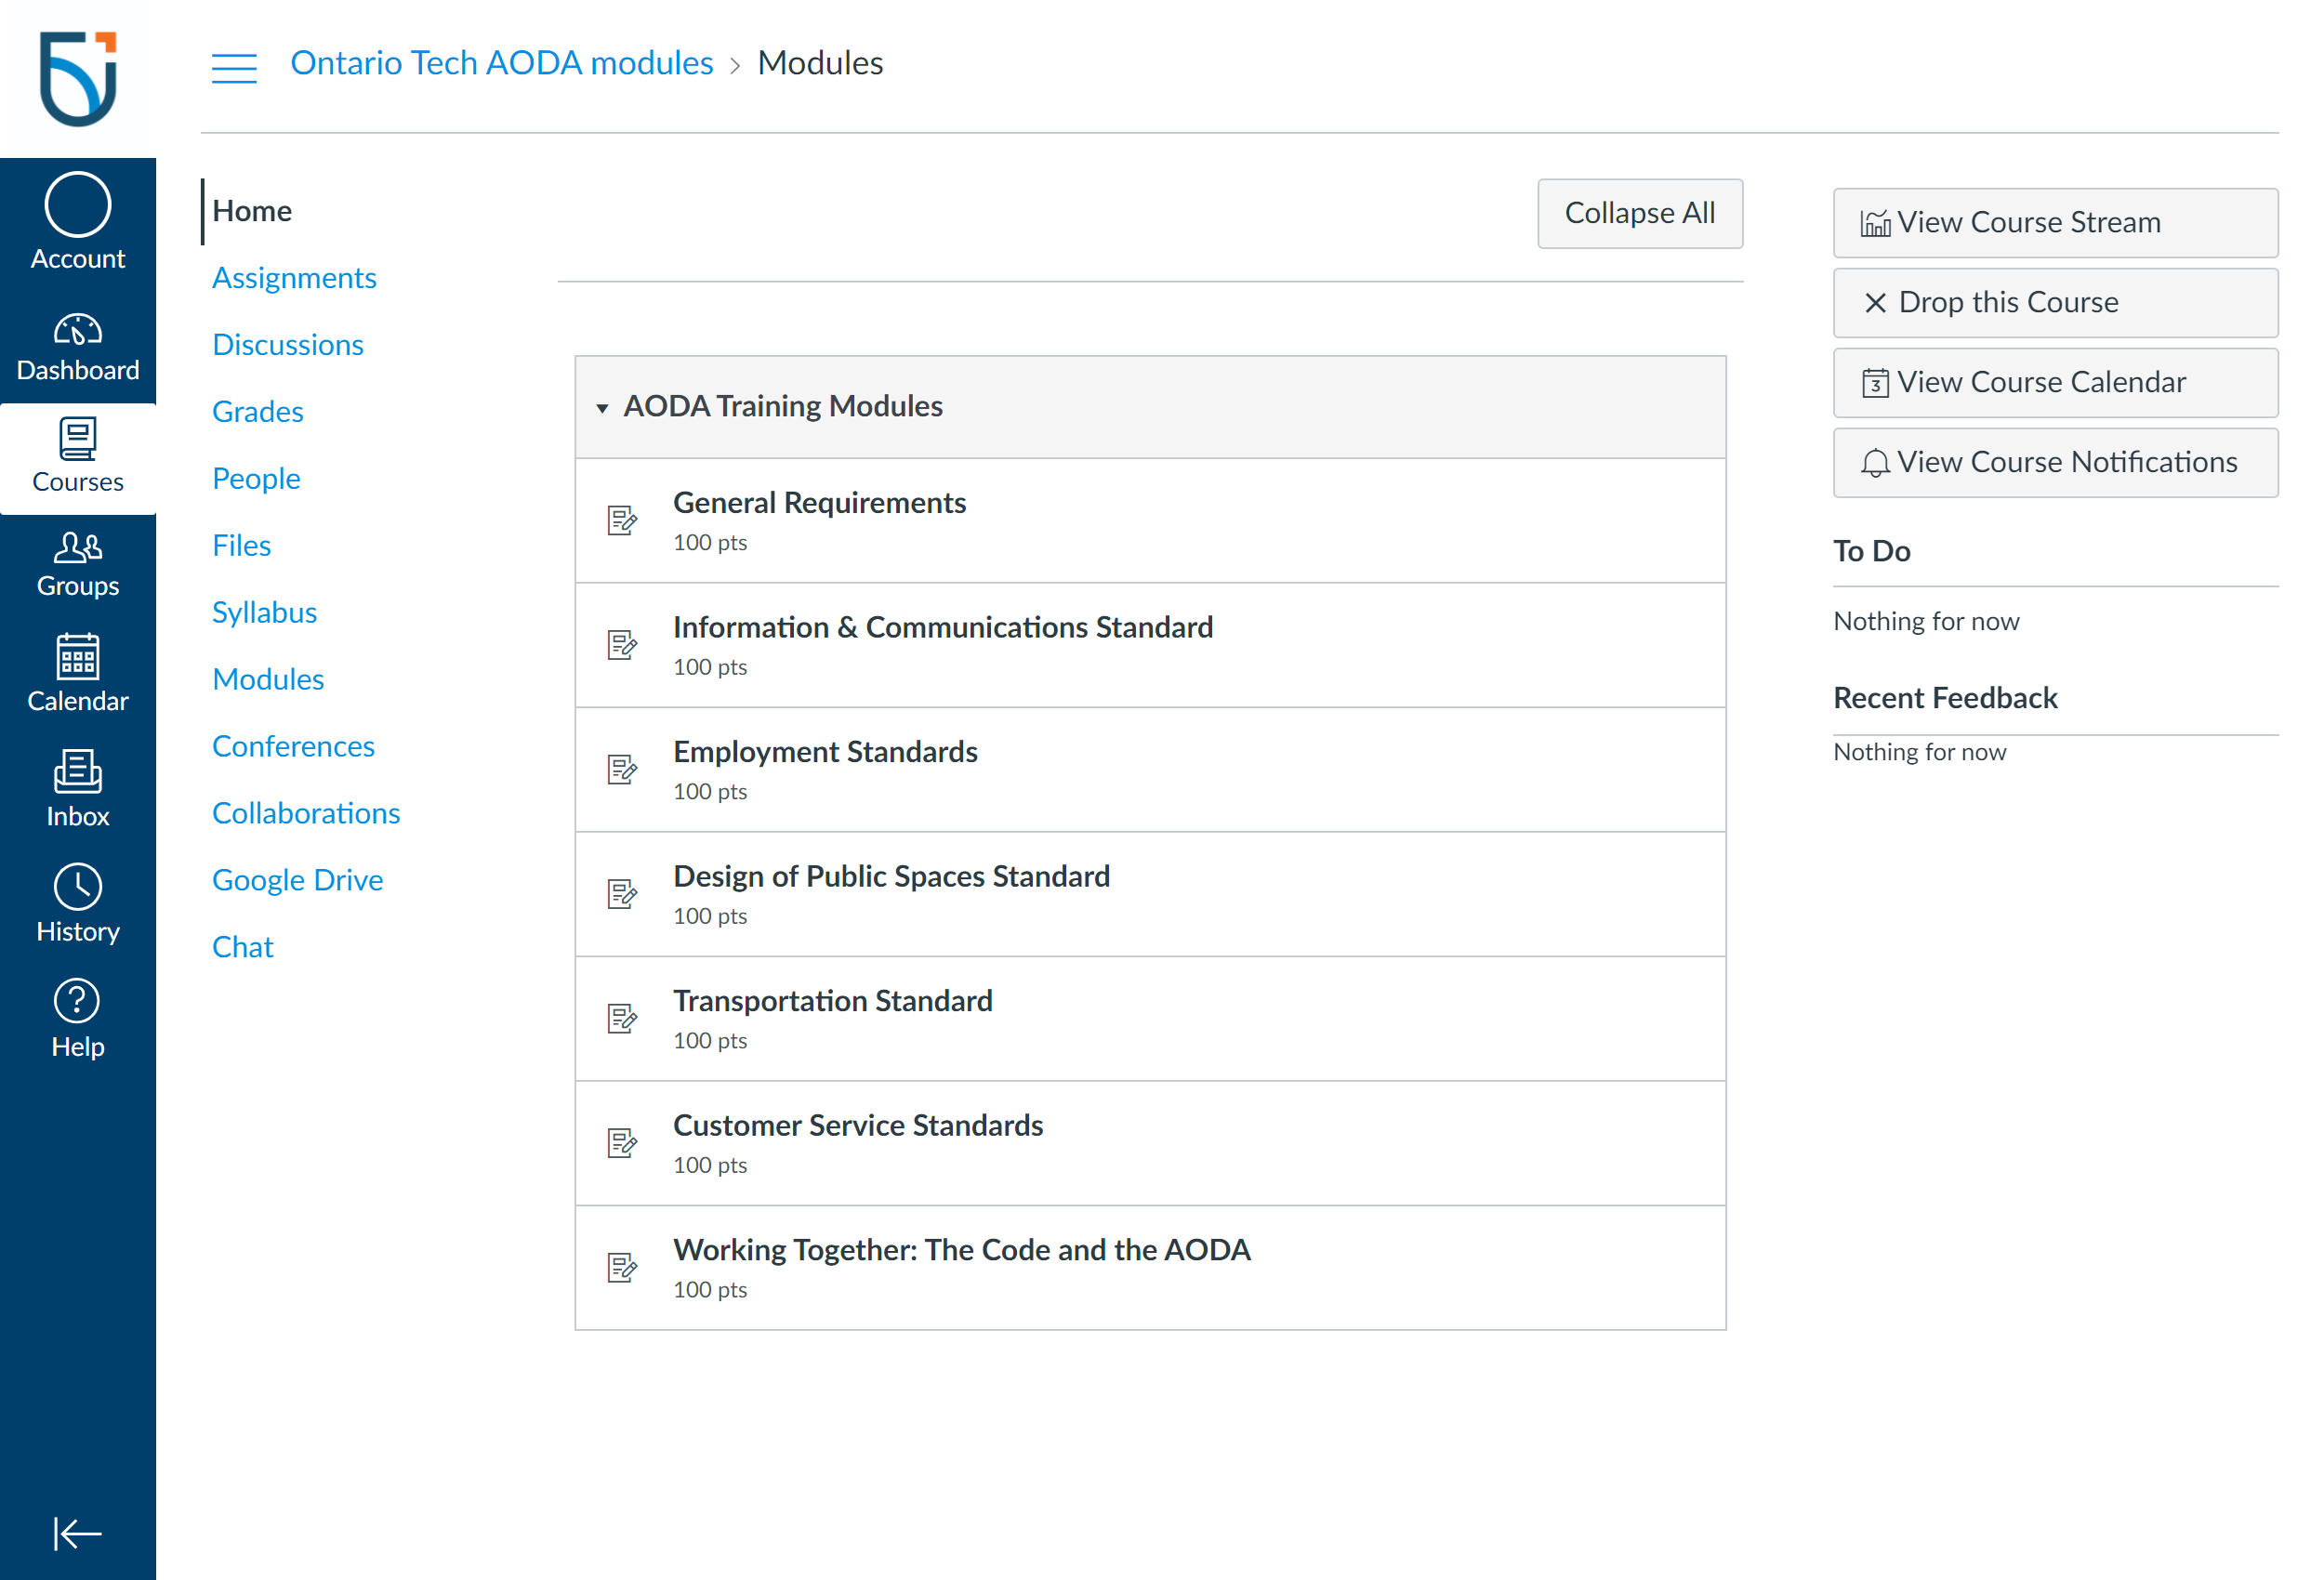 Ontario Tech AODA modules > Modules
Account
Dashboard
Courses
Groups
Calendar
Inbox
History
Help
Home
Assignments
Discussions
Grades
People
Files
Syllabus
Modules
Conferences
Collaborations
Google Drive
Chat
Collapse All
AODA Training Modules
General Requirements
100 pts
Information & Communications Standard
100 pts
Employment Standards
100 pts
Design of Public Spaces Standard
100 pts
Transportation Standard
100 pts
Customer Service Standards
100 pts
Working Together: The Code and the AODA
100 pts
View Course Stream
Drop this Course
3 View Course Calendar
View Course Notifications
To Do
Nothing for now
Recent Feedback
Nothing for now